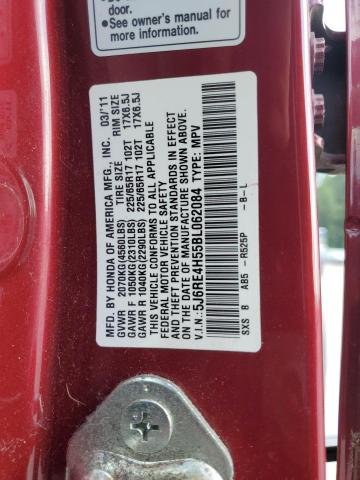 door.
•See owner's manual for
more information.
MFD. BY HONDA OF AMERICA MFG., INC. 03/'11
TIRE SIZE RIM SIZE
GVWR 2070KG(4560LBS)
GAWR F 1050KG(2310LBS) 225/65R17 102T 17X6.5J
GAWR R 1040KG(2290LBS) 225/65R17 102T 17X6.5J
THIS VEHICLE CONFORMS TO ALL APPLICABLE
FEDERAL MOTOR VEHICLE SAFETY
AND THEFT PREVENTION STANDARDS IN EFFECT
ON THE DATE OF MANUFACTURE SHOWN ABOVE.
V.I.N.: 5J6RE4H55BL062084 TYPE: MPV
SXS 8 AB5 -R525P -B-L